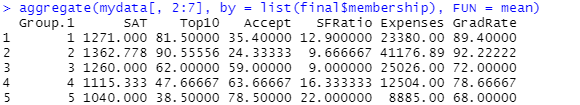 > aggregate(mydata[, 2:7], by = list(final$membership), FUN = mean)
Group.1 SAT Top10 Accept SFRatio Expenses GradRate
1 1 1271.000 81.50000 35.40000 12.900000 23380.00 89.40000
2 2 1362.778 90.55556 24.33333 9.666667 41176.89 92.22222
3 3 1260.000 62.00000 59.00000 9.000000 25026.00 72.00000
4 4 1115.333 47.66667 63.66667 16.333333 12504.00 78.66667
5 5 1040.000 38.50000 78.50000 22.000000 8885.00 68.00000